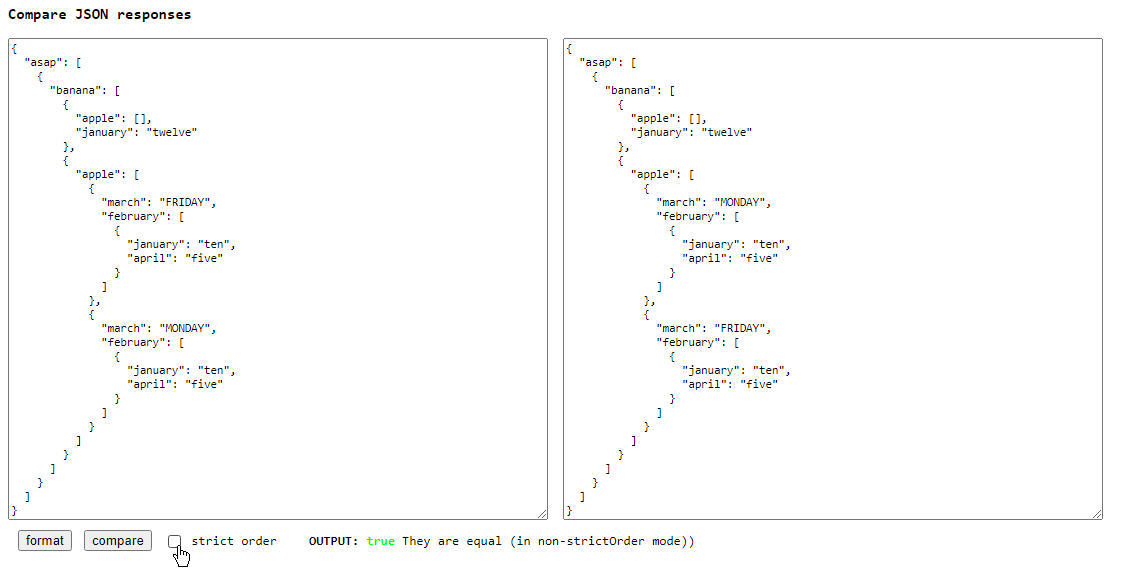 Compare JSON responses
{
  "asap": [
    {
      "banana": [
        {
          "apple": [],
          "january": "twelve"
        },
        {
          "apple": [
            {
              "march": "FRIDAY",
              "february": [
                {
                  "january": "ten",
                  "april": "five"
                }
              ]
            },
            {
              "march": "MONDAY",
              "february": [
                {
                  "january": "ten",
                  "april": "five"
                }
              ]
            }
          ]
        }
      ]
    }
  ]
}
{
  "asap": [
    {
      "banana": [
        {
          "apple": [],
          "january": "twelve"
        },
        {
          "apple": [
            {
              "march": "MONDAY",
              "february": [
                {
                  "january": "ten",
                  "april": "five"
                }
              ]
            },
            {
              "march": "FRIDAY",
              "february": [
                {
                  "january": "ten",
                  "april": "five"
                }
              ]
            }
          ]
        }
      ]
    }
  ]
}
format compare strict order OUTPUT: true They are equal (in non-strictOrder mode))